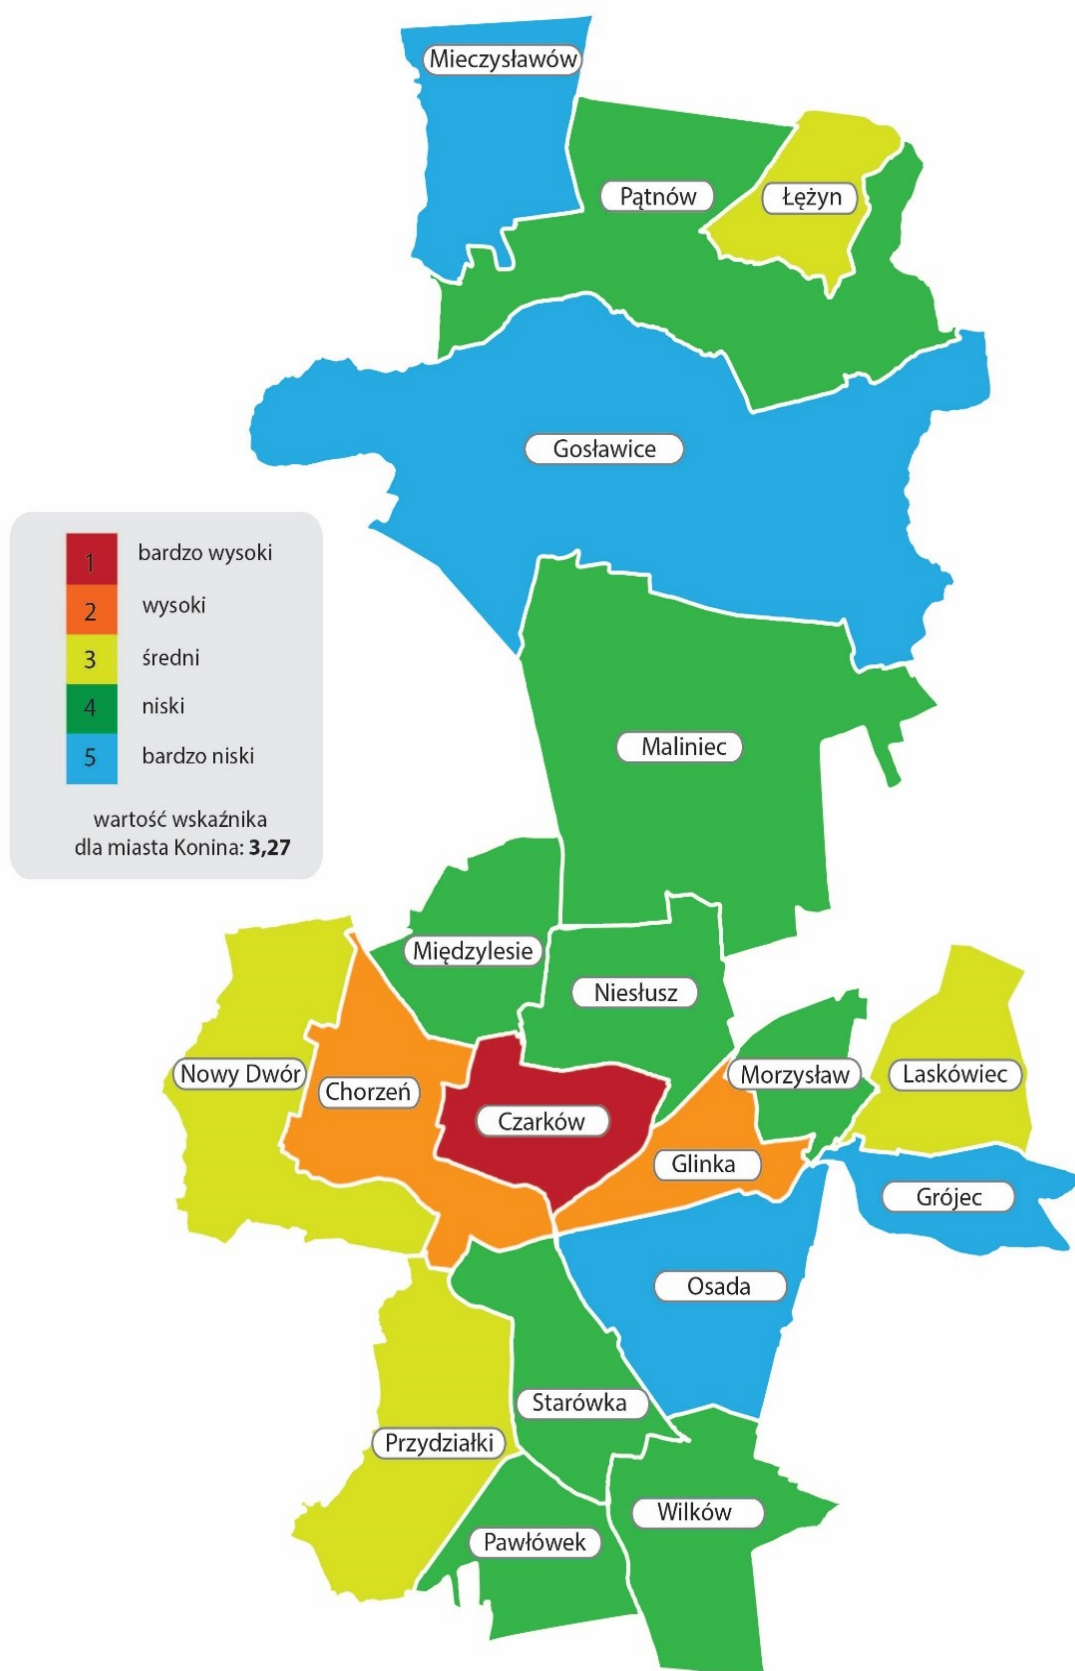 Mieczysławów
Pątnów
Łężyn
Gosławice
1 bardzo wysoki
2 wysoki
3 średni
4 niski
5 bardzo niski
wartość wskaźnika
dla miasta Konina: 3,27
Maliniec
Międzylesie
Niesłusz
Nowy Dwór
Chorzeń
Morzysław
Laskówiec
Czarków
Glinka
Grójec
Osada
Starówka
Przydziałki
Wilków
Pawłówek